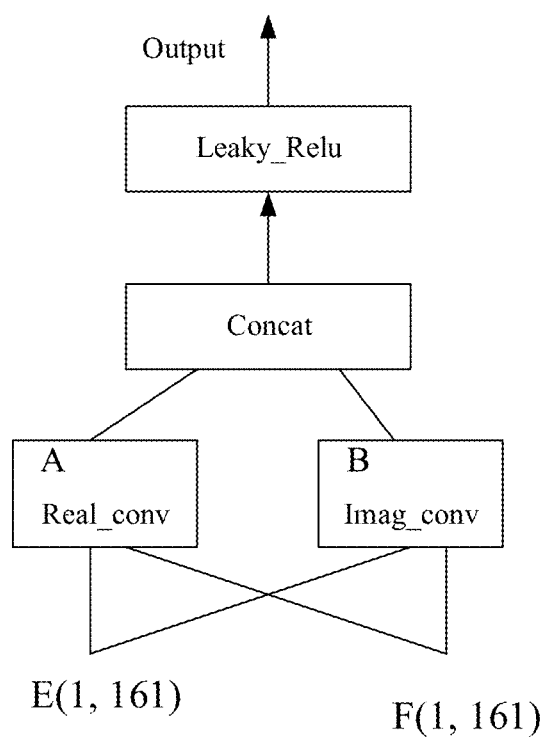 Output
Leaky_Relu
Concat
A
Real_conv
B
Imag_conv
E(1, 161)
F(1, 161)